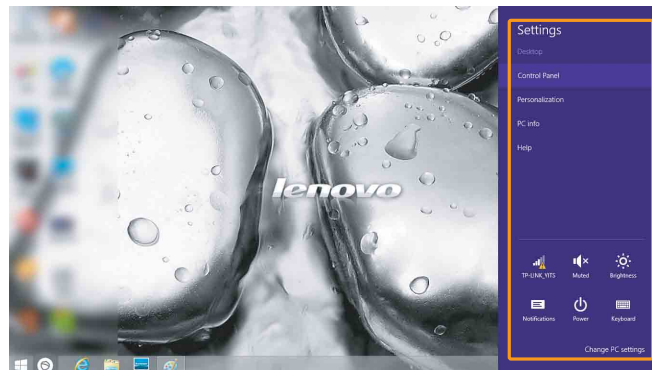 lenovo
Settings
Desktop
Control Panel
Personalization
PC info
Help
TP-LINK_YITS
Muted
Brightness
Notifications
Power
Keyboard
Change PC settings